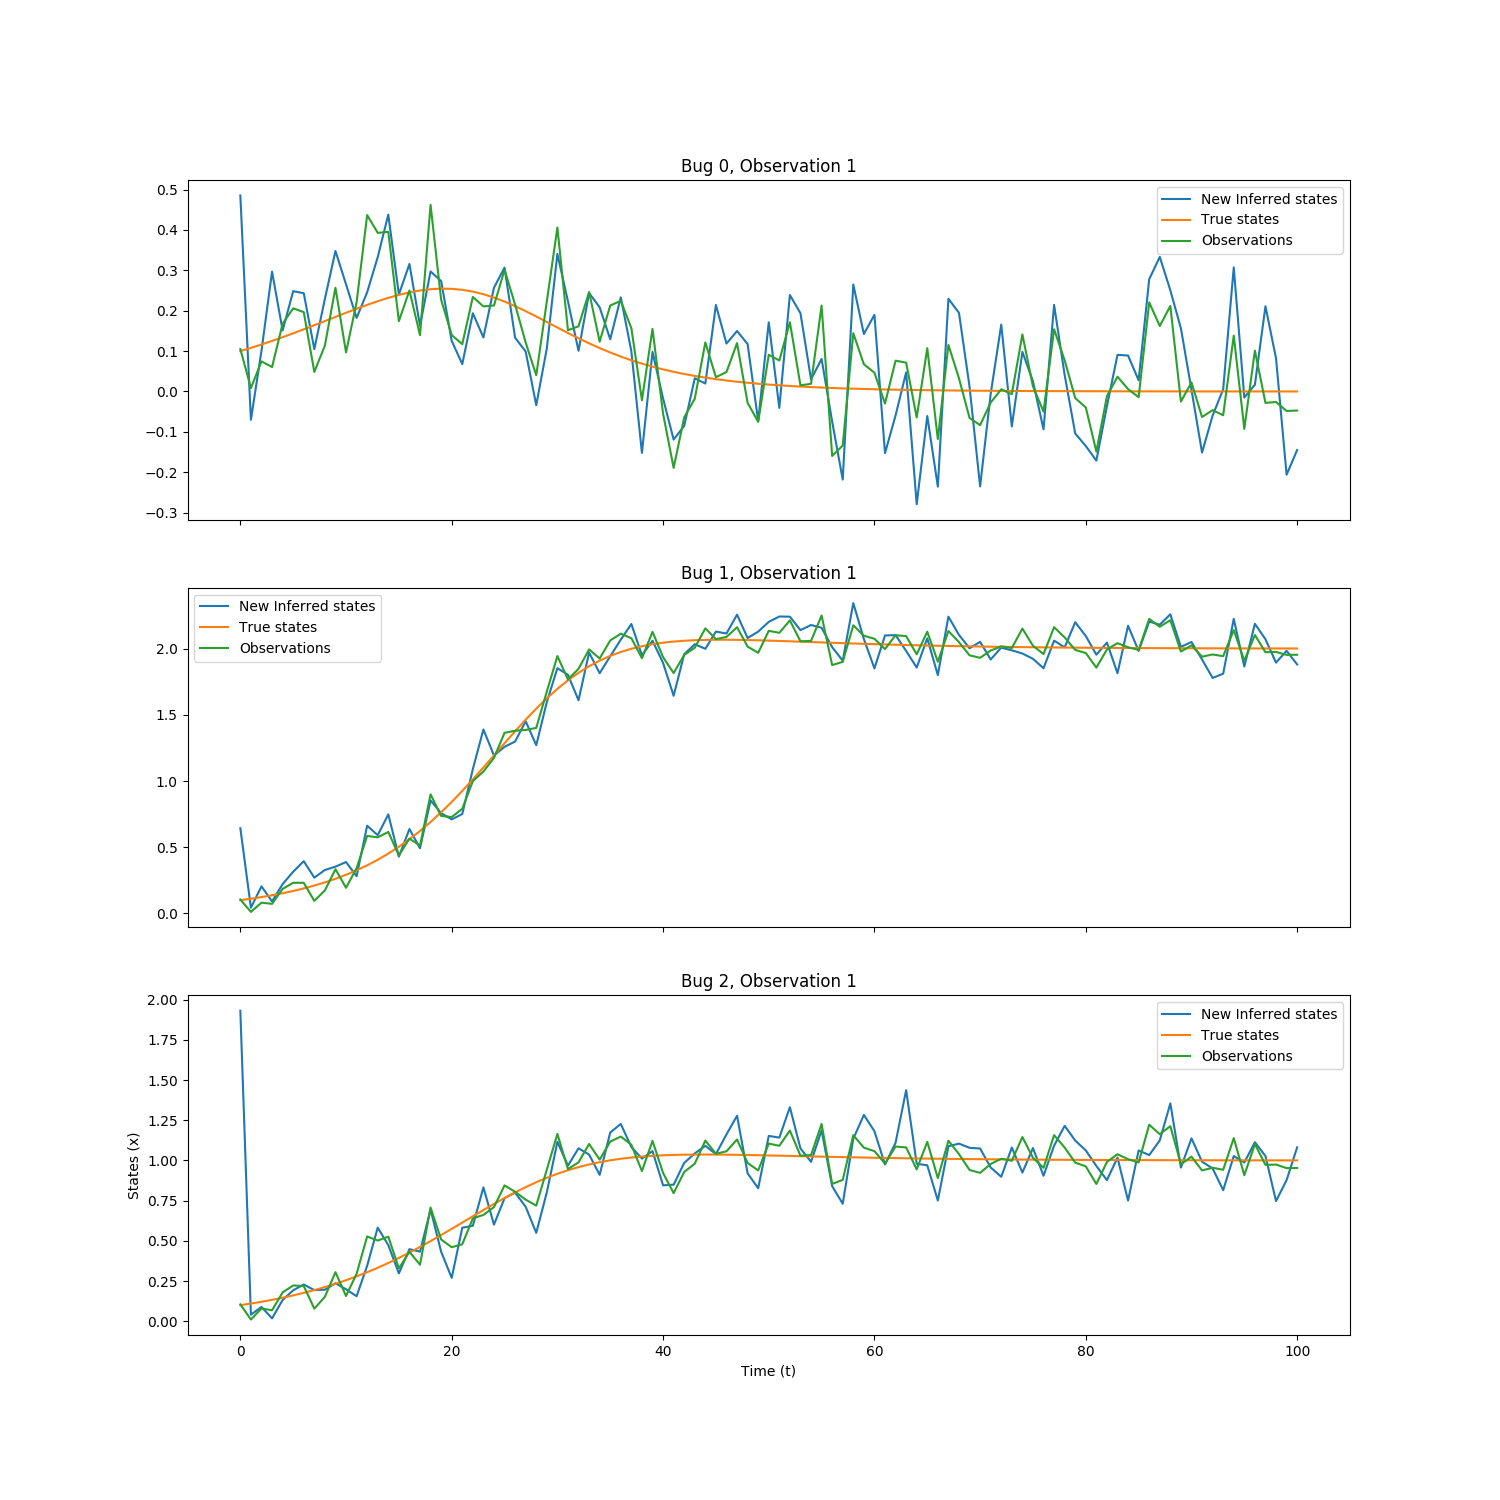 Bug 0, Observation 1
0.5
0.4
0.3
0.2
0.1
0.0
−0.1
−0.2
−0.3
New Inferred states
True states
Observations
Bug 1, Observation 1
2.0
1.5
1.0
0.5
0.0
New Inferred states
True states
Observations
Bug 2, Observation 1
2.00
1.75
1.50
1.25
1.00
0.75
0.50
0.25
0.00
States (x)
New Inferred states
True states
Observations
0 20 40 60 80 100
Time (t)